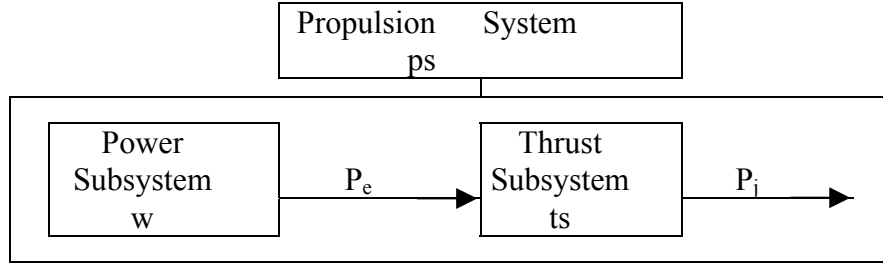 Propulsion System
ps
Power
Subsystem
w
Pₑ
Thrust
Subsystem
ts
Pⱼ